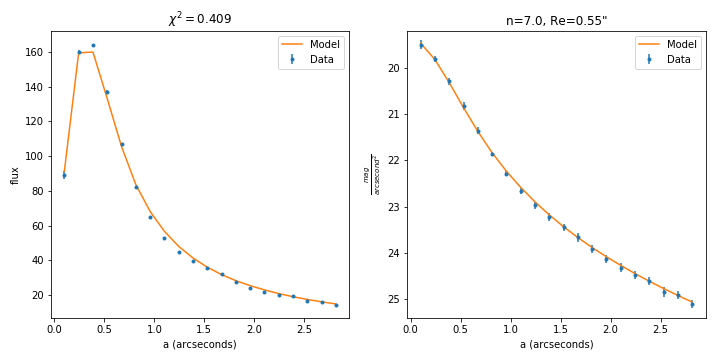 χ² = 0.409
flux
160
140
120
100
80
60
40
20
0.0 0.5 1.0 1.5 2.0 2.5
a (arcseconds)
Model
Data
n=7.0, Re=0.55"
mag
arcsecond²
20
21
22
23
24
25
0.0 0.5 1.0 1.5 2.0 2.5
a (arcseconds)
Model
Data